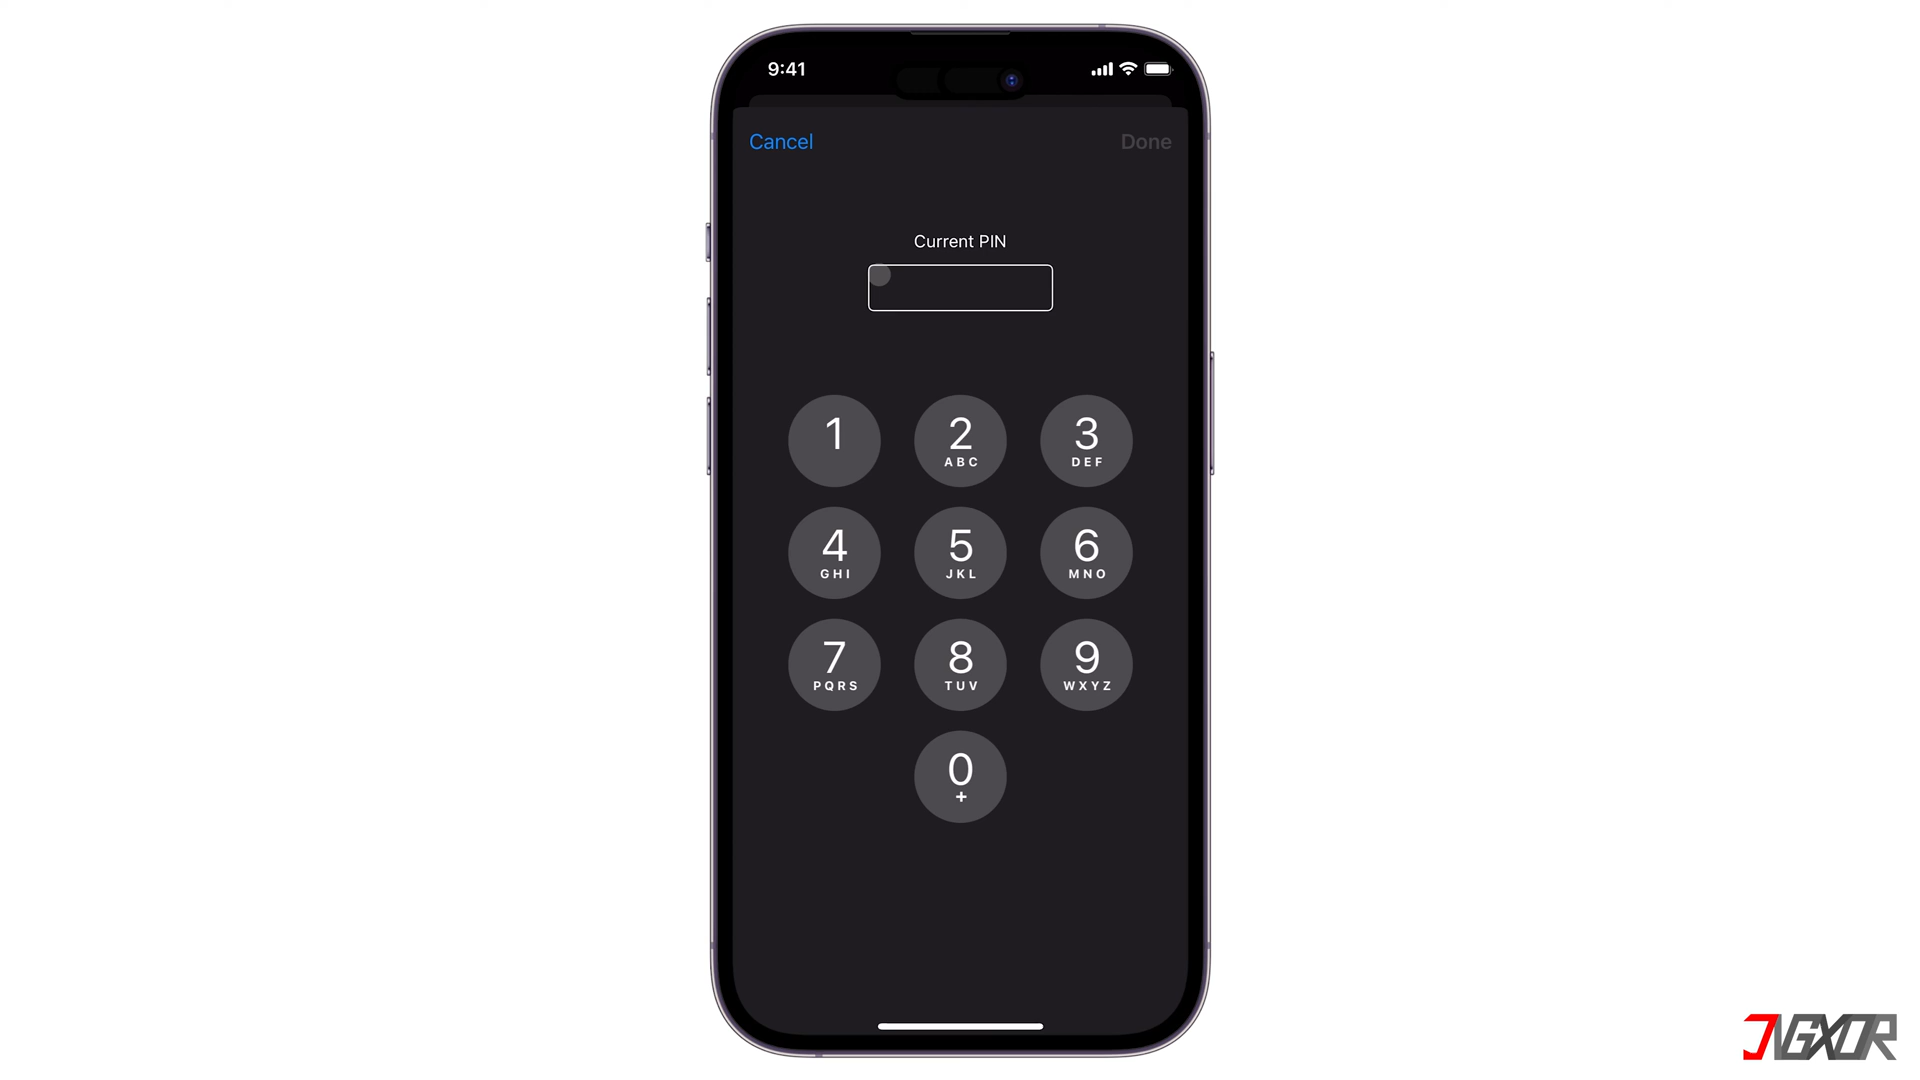 9:41
Cancel
Done
Current PIN
1
2
ABC
3
DEF
4
GHI
5
JKL
6
MNO
7
PQRS
8
TUV
9
WXYZ
0
+
JVGXOR